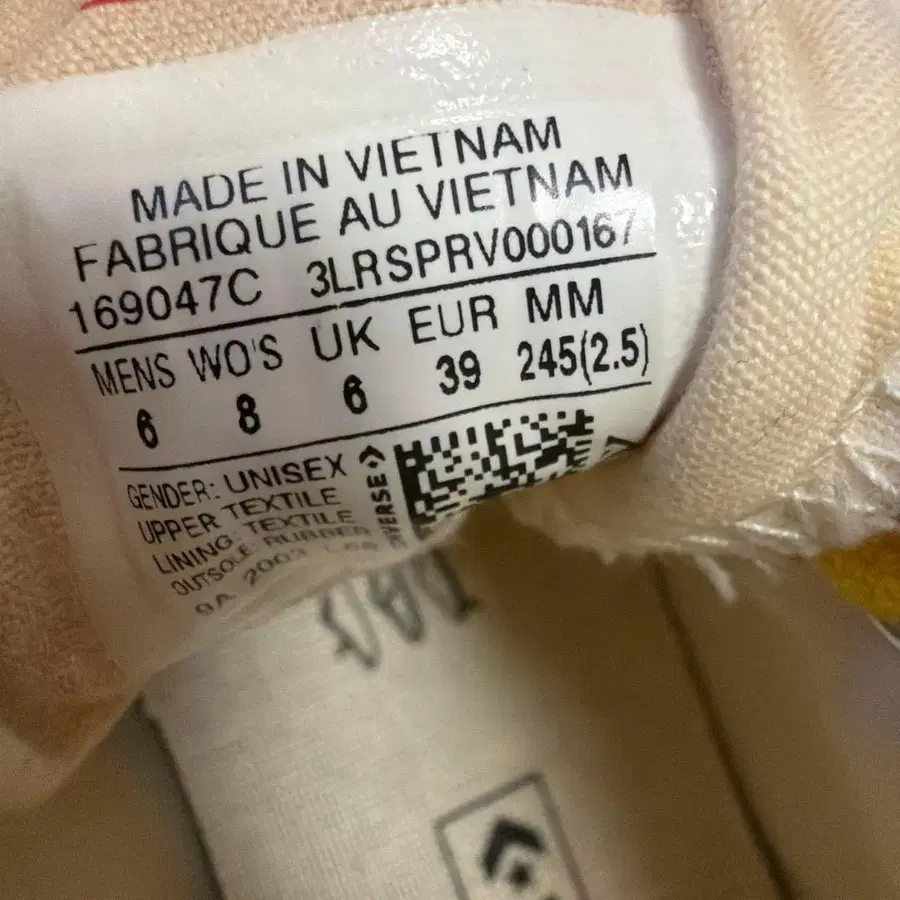 MADE IN VIETNAM
FABRIQUE AU VIETNAM
169047C 3LRSPRV000167
MENS WO'S UK EUR MM
6 8 6 39 245(2.5)
GENDER: UNISEX
UPPER TEXTILE
LINING: TEXTILE
OUTSOLE: RUBBER